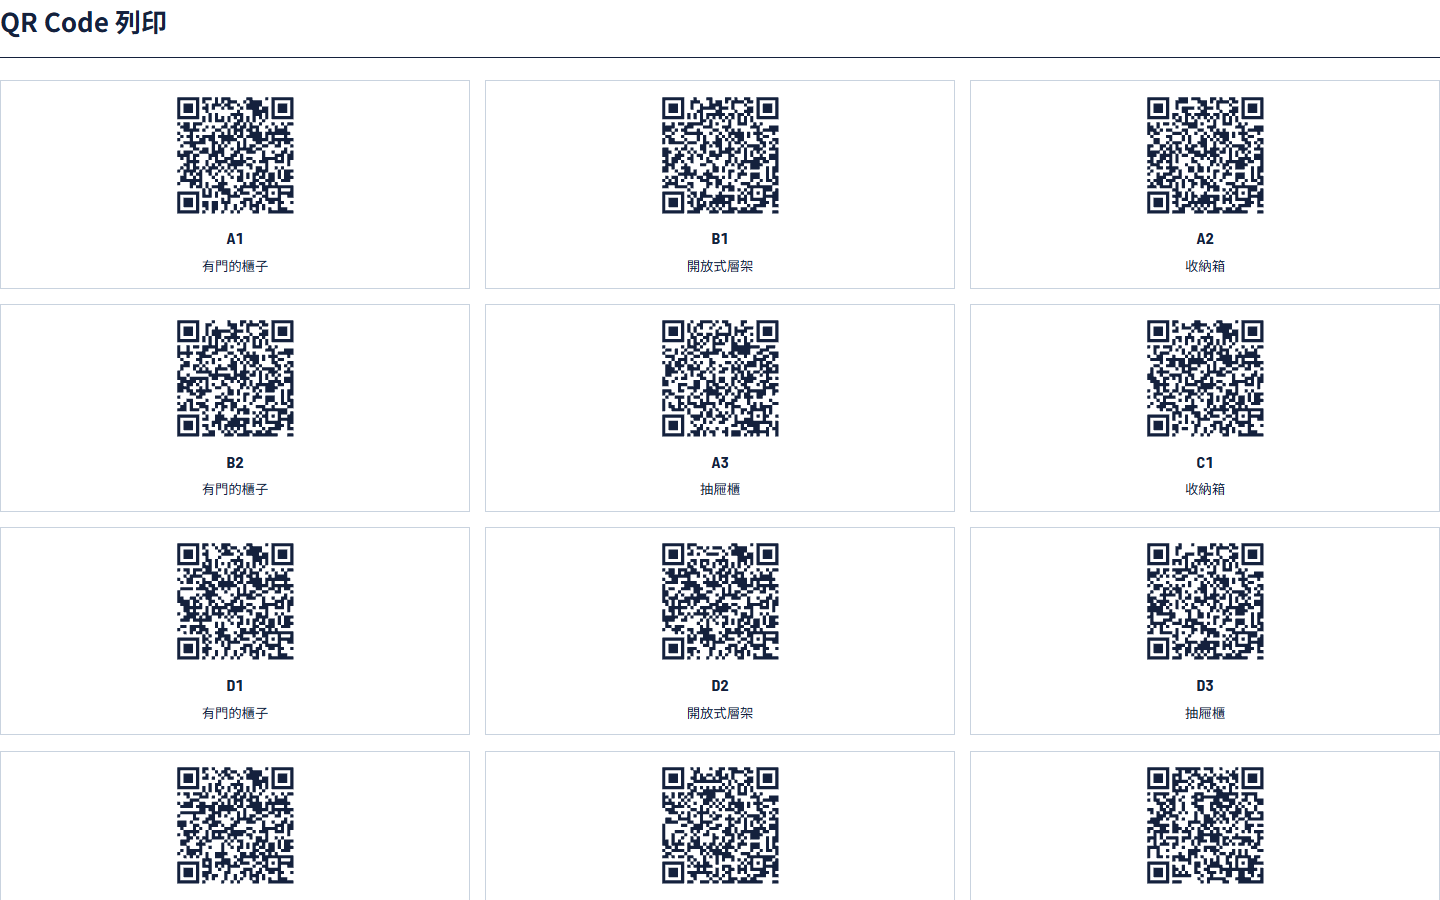 QR Code 列印
A1
有門的櫃子
B1
開放式層架
A2
收納箱
B2
有門的櫃子
A3
抽屜櫃
C1
收納箱
D1
有門的櫃子
D2
開放式層架
D3
抽屜櫃